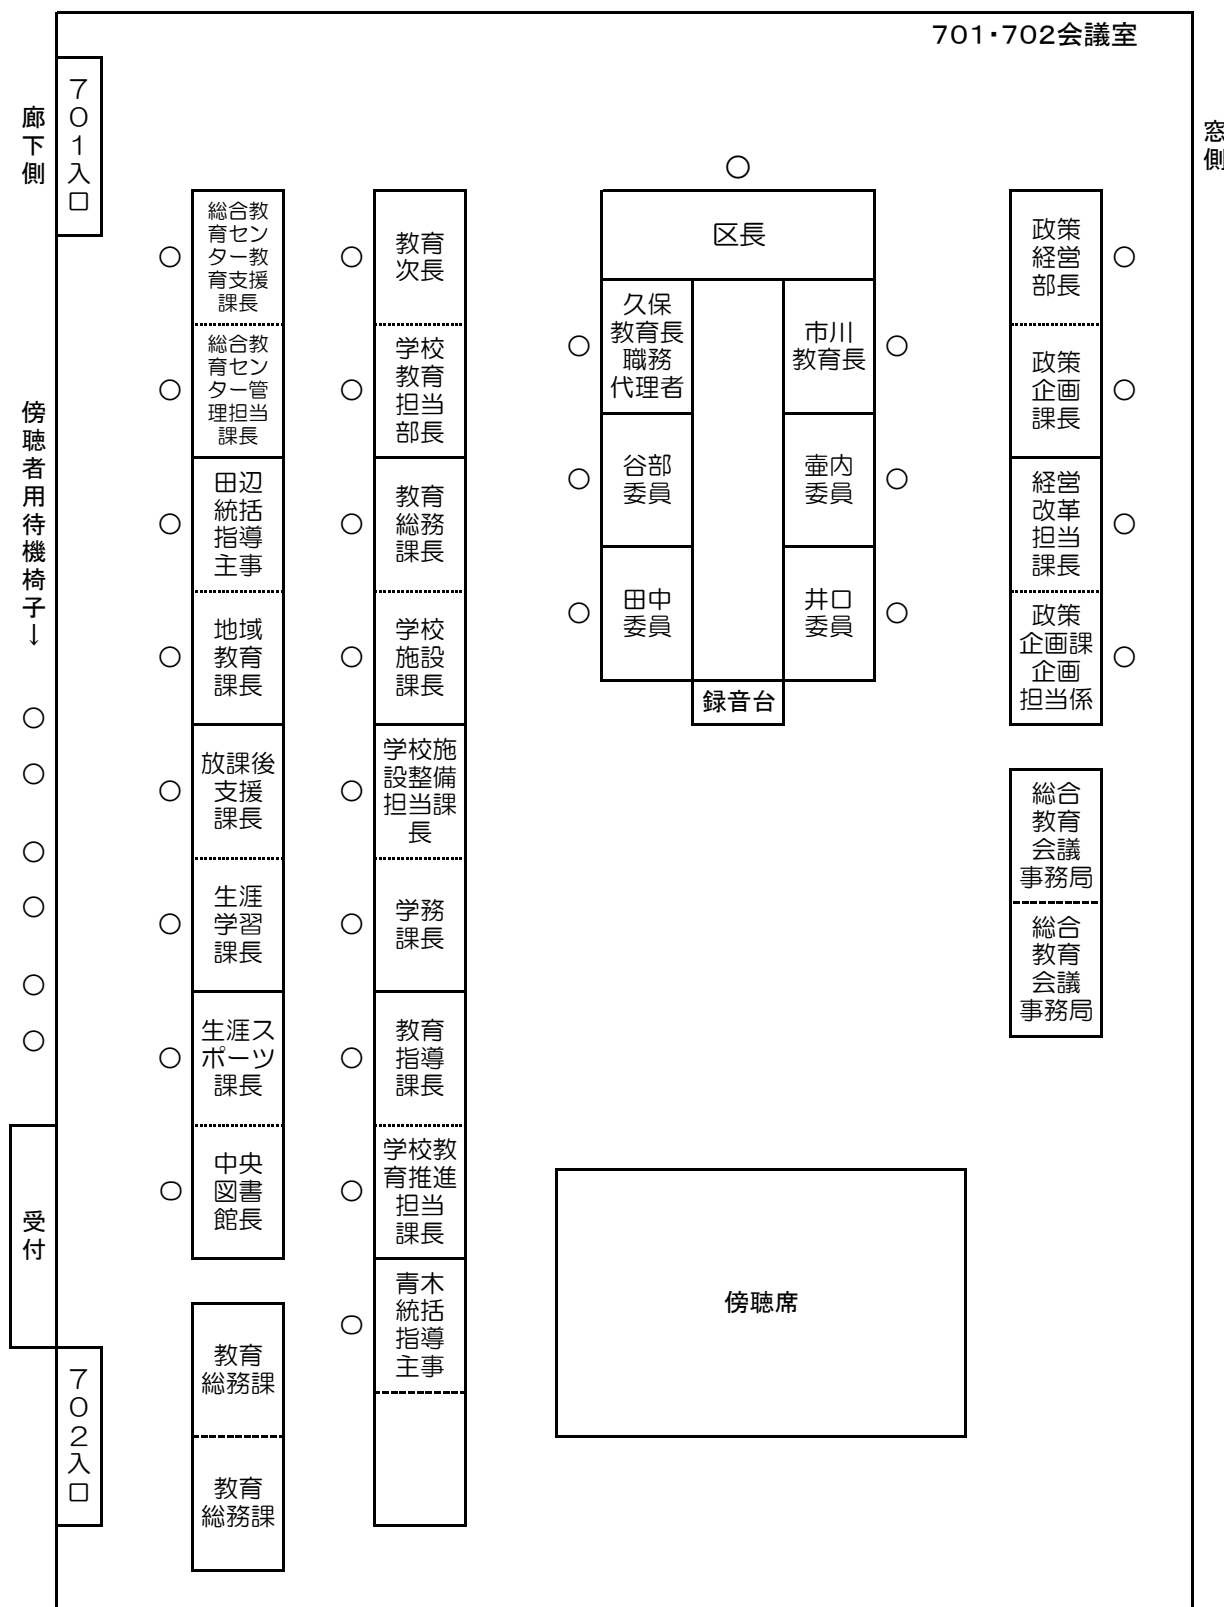 701・702会議室
701入口
廊下側
窓側
傍聴者用待機椅子→
受付
702入口
総合教
育セン
ター教
育支援
課長
総合教
育セン
ター管
理担当
課長
田辺
統括
指導
主事
地域
教育
課長
放課後
支援
課長
生涯
学習
課長
生涯ス
ポーツ
課長
中央
図書
館長
教育
総務課
教育
総務課
教育
次長
学校
教育
担当
部長
教育
総務
課長
学校
施設
課長
学校施
設整備
担当課
長
学務
課長
教育
指導
課長
学校教
育推進
担当
課長
青木
統括
指導
主事
区長
久保
教育長
職務
代理者
谷部
委員
田中
委員
市川
教育長
壷内
委員
井口
委員
録音台
傍聴席
政策
経営
部長
政策
企画
課長
経営
改革
担当
課長
政策
企画課
企画
担当係
総合
教育
会議
事務局
総合
教育
会議
事務局